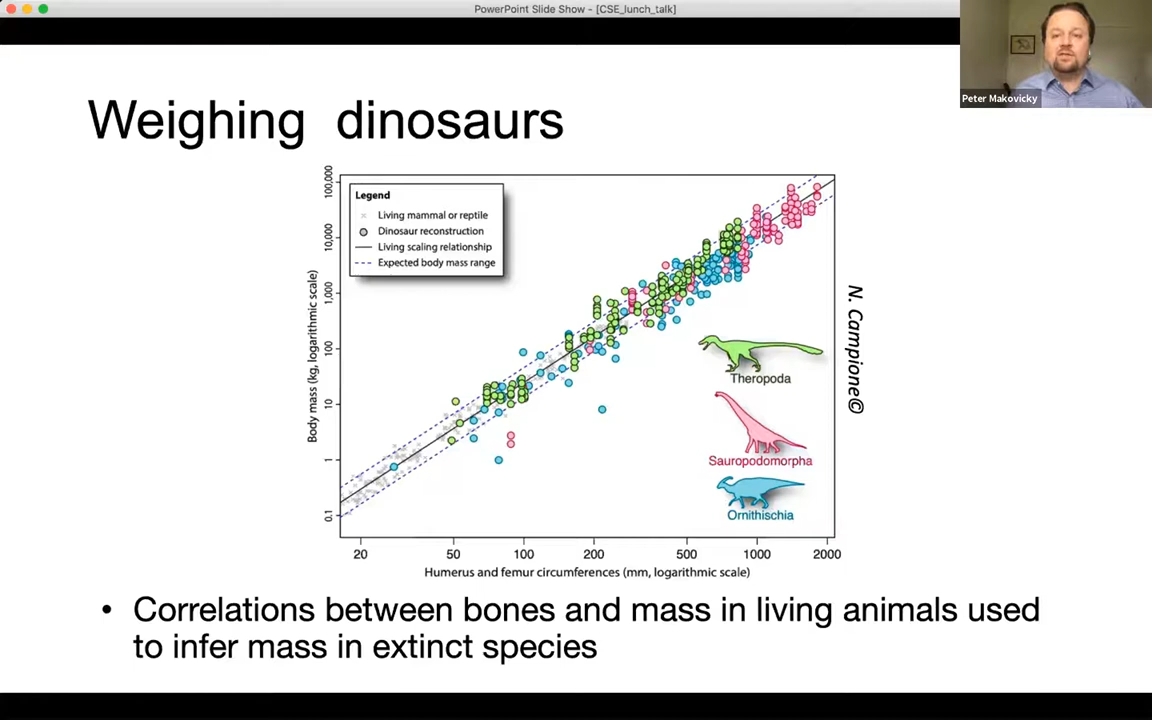 PowerPoint Slide Show - [CSE_lunch_talk]
Peter Makovicky
Weighing dinosaurs
Legend
Living mammal or reptile
Dinosaur reconstruction
Living scaling relationship
Expected body mass range
Body mass (kg, logarithmic scale)
100,000
10,000
1,000
100
10
1
0.1
Theropoda
Sauropodomorpha
Ornithischia
N. Campione©
20 50 100 200 500 1000 2000
Humerus and femur circumferences (mm, logarithmic scale)
• Correlations between bones and mass in living animals used
to infer mass in extinct species